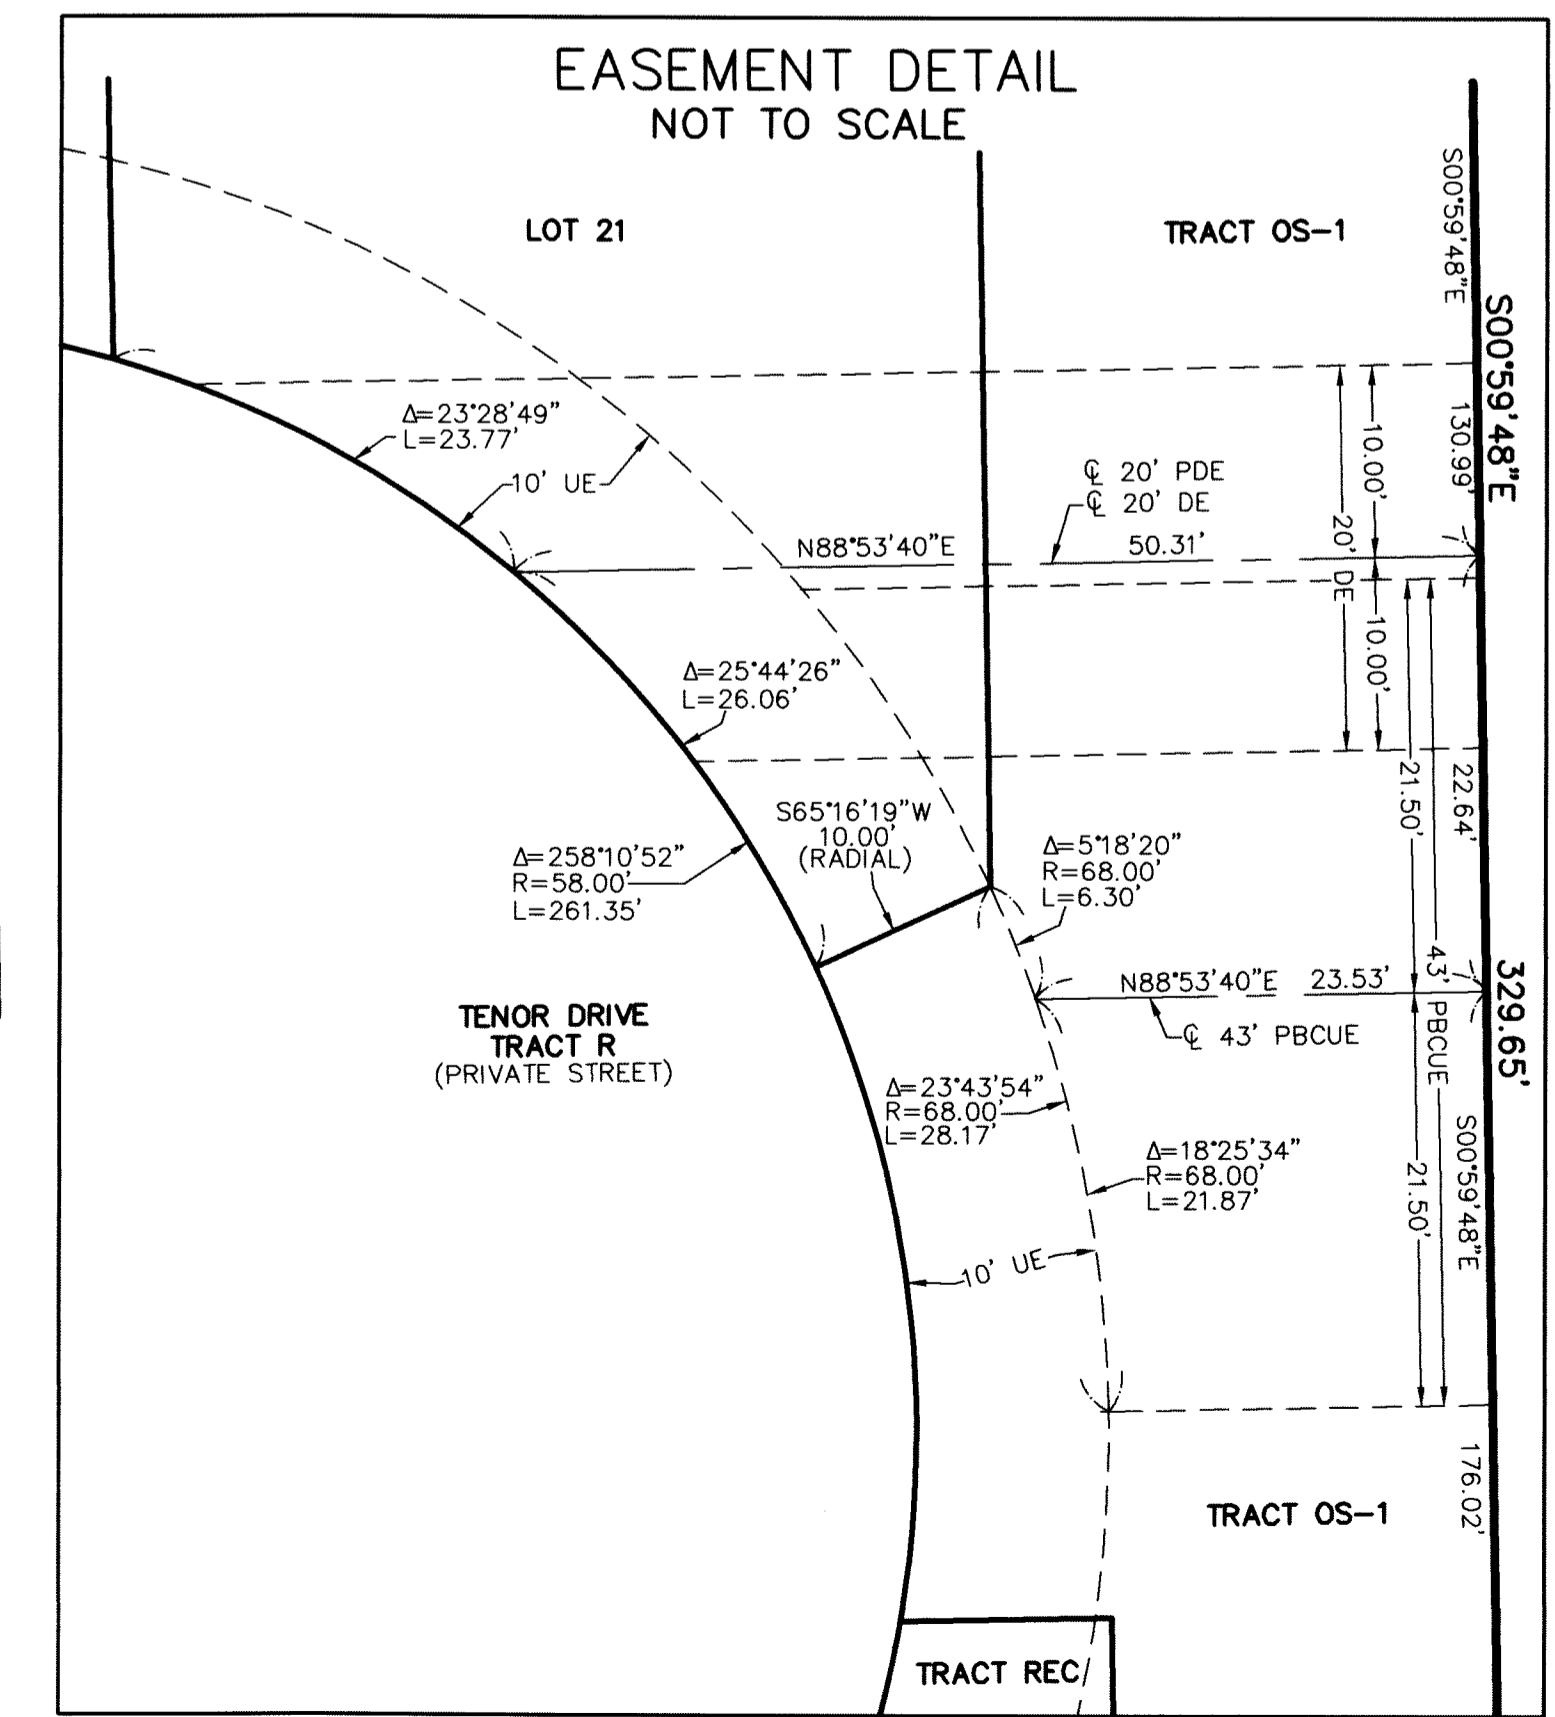 EASEMENT DETAIL
NOT TO SCALE
LOT 21
TRACT OS-1
S00°59'48"E
S00°59'48"E
130.99'
Δ=23°28'49"
L=23.77'
10' UE
10.00'
20' DE
℄ 20' PDE
℄ 20' DE
N88°53'40"E
50.31'
10.00'
Δ=25°44'26"
L=26.06'
22.64'
21.50'
S65°16'19"W
10.00'
(RADIAL)
Δ=5°18'20"
R=68.00'
L=6.30'
Δ=258°10'52"
R=58.00'
L=261.35'
43' PBCUE
N88°53'40"E 23.53'
℄ 43' PBCUE
329.65'
TENOR DRIVE
TRACT R
(PRIVATE STREET)
Δ=23°43'54"
R=68.00'
L=28.17'
Δ=18°25'34"
R=68.00'
L=21.87'
21.50'
S00°59'48"E
10' UE
176.02'
TRACT OS-1
TRACT REC